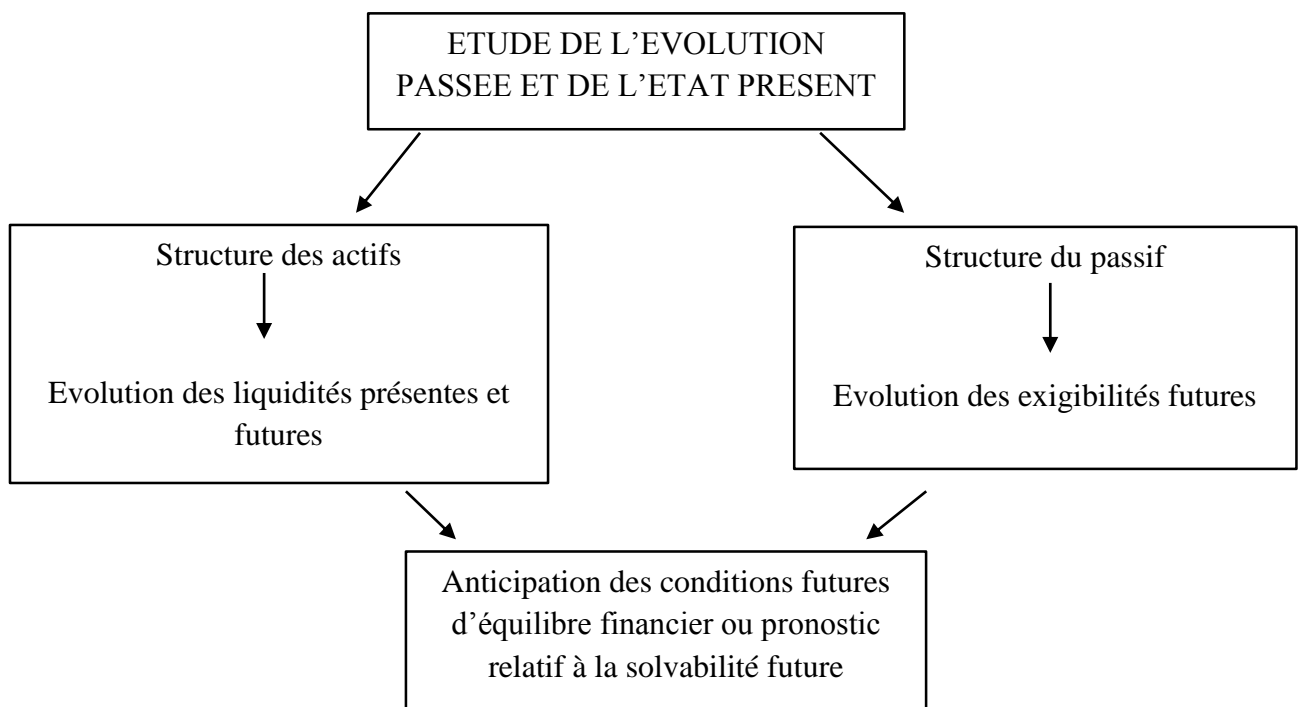 ETUDE DE L’EVOLUTION
PASSEE ET DE L’ETAT PRESENT
Structure des actifs
Evolution des liquidités présentes et
futures
Structure du passif
Evolution des exigibilités futures
Anticipation des conditions futures
d’équilibre financier ou pronostic
relatif à la solvabilité future